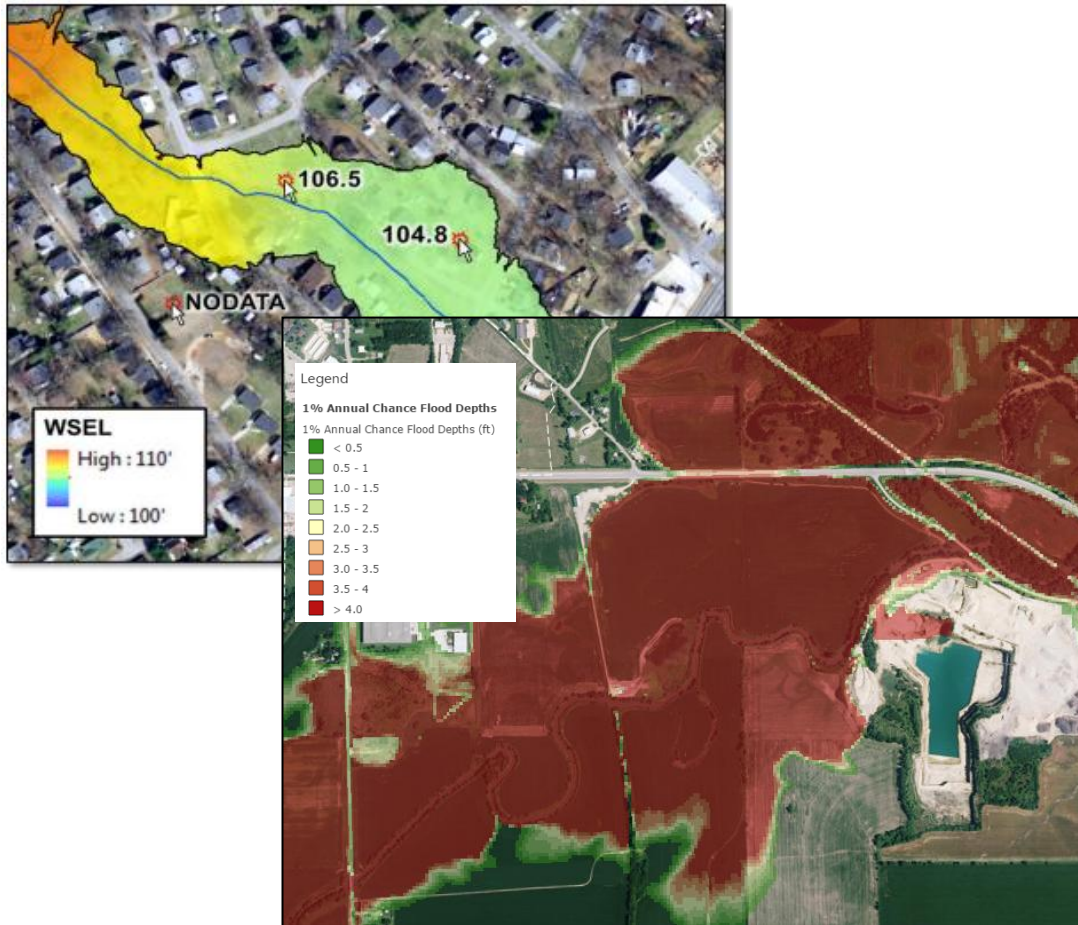 106.5
104.8
NODATA
WSEL
High : 110'
Low : 100'
Legend
1% Annual Chance Flood Depths
1% Annual Chance Flood Depths (ft)
< 0.5
0.5 - 1
1.0 - 1.5
1.5 - 2
2.0 - 2.5
2.5 - 3
3.0 - 3.5
3.5 - 4
> 4.0